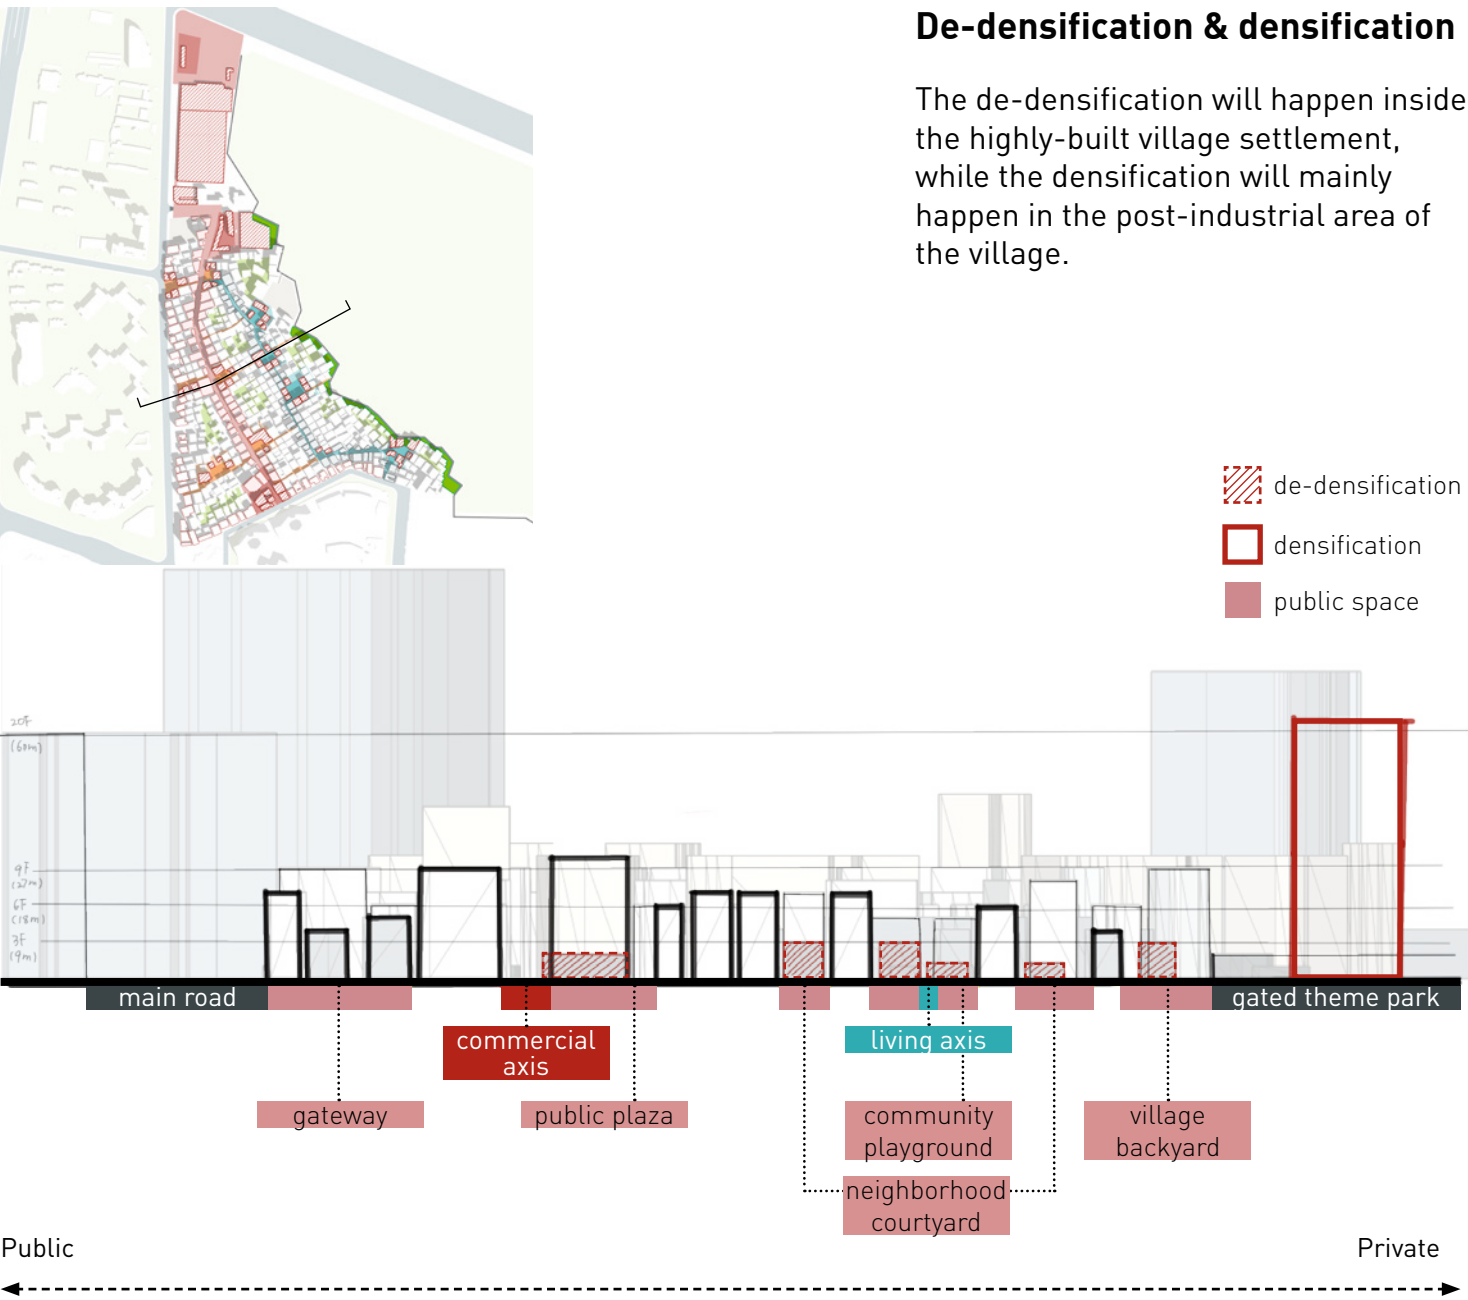 De-densification & densification
The de-densification will happen inside
the highly-built village settlement,
while the densification will mainly
happen in the post-industrial area of
the village.
de-densification
densification
public space
20F
(60m)
9F
(27m)
6F
(18m)
3F
(9m)
main road
gated theme park
commercial
axis
living axis
gateway
public plaza
community
playground
village
backyard
neighborhood
courtyard
Public
Private